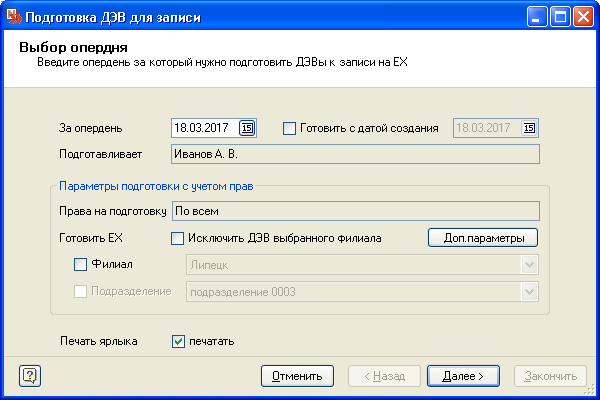 Подготовка ДЭВ для записи
Выбор опердня
Введите опердень за который нужно подготовить ДЭВы к записи на ЕХ
За опердень 18.03.2017 15 Готовить с датой создания 18.03.2017 15
Подготавливает Иванов А. В.
Параметры подготовки с учетом прав
Права на подготовку По всем
Готовить ЕХ Исключить ДЭВ выбранного филиала Доп.параметры
Филиал Липецк
Подразделение подразделение 0003
Печать ярлыка печатать
? Отменить < Назад Далее > Закончить